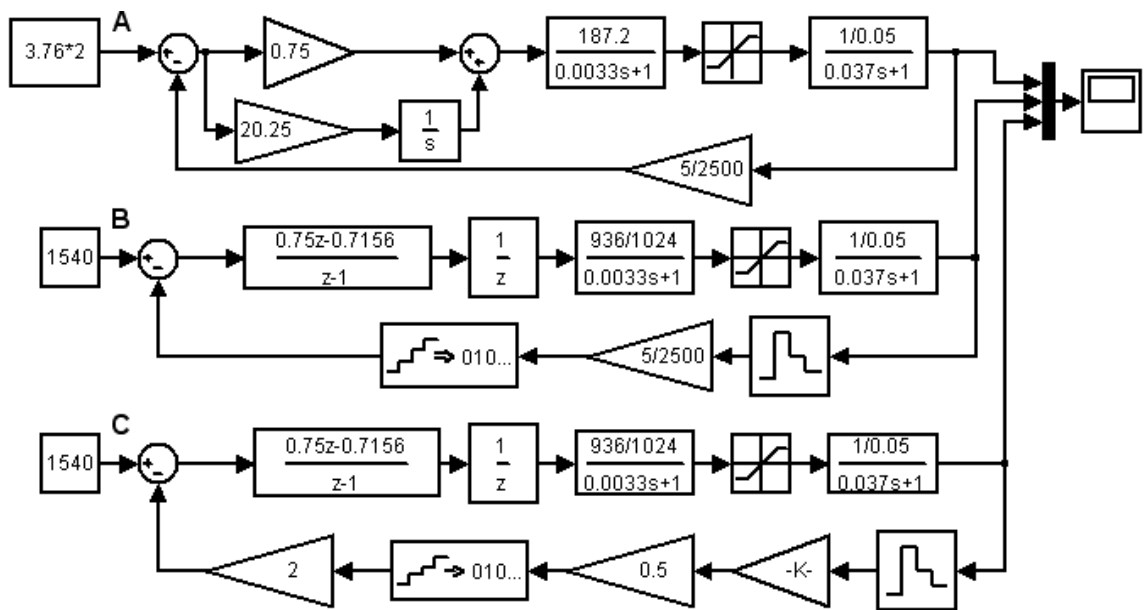 A
3.76*2
0.75
187.2
0.0033s+1
1/0.05
0.037s+1
20.25
1
s
5/2500
B
1540
0.75z-0.7156
z-1
1
z
936/1024
0.0033s+1
1/0.05
0.037s+1
010...
5/2500
C
1540
0.75z-0.7156
z-1
1
z
936/1024
0.0033s+1
1/0.05
0.037s+1
2
010...
0.5
-K-